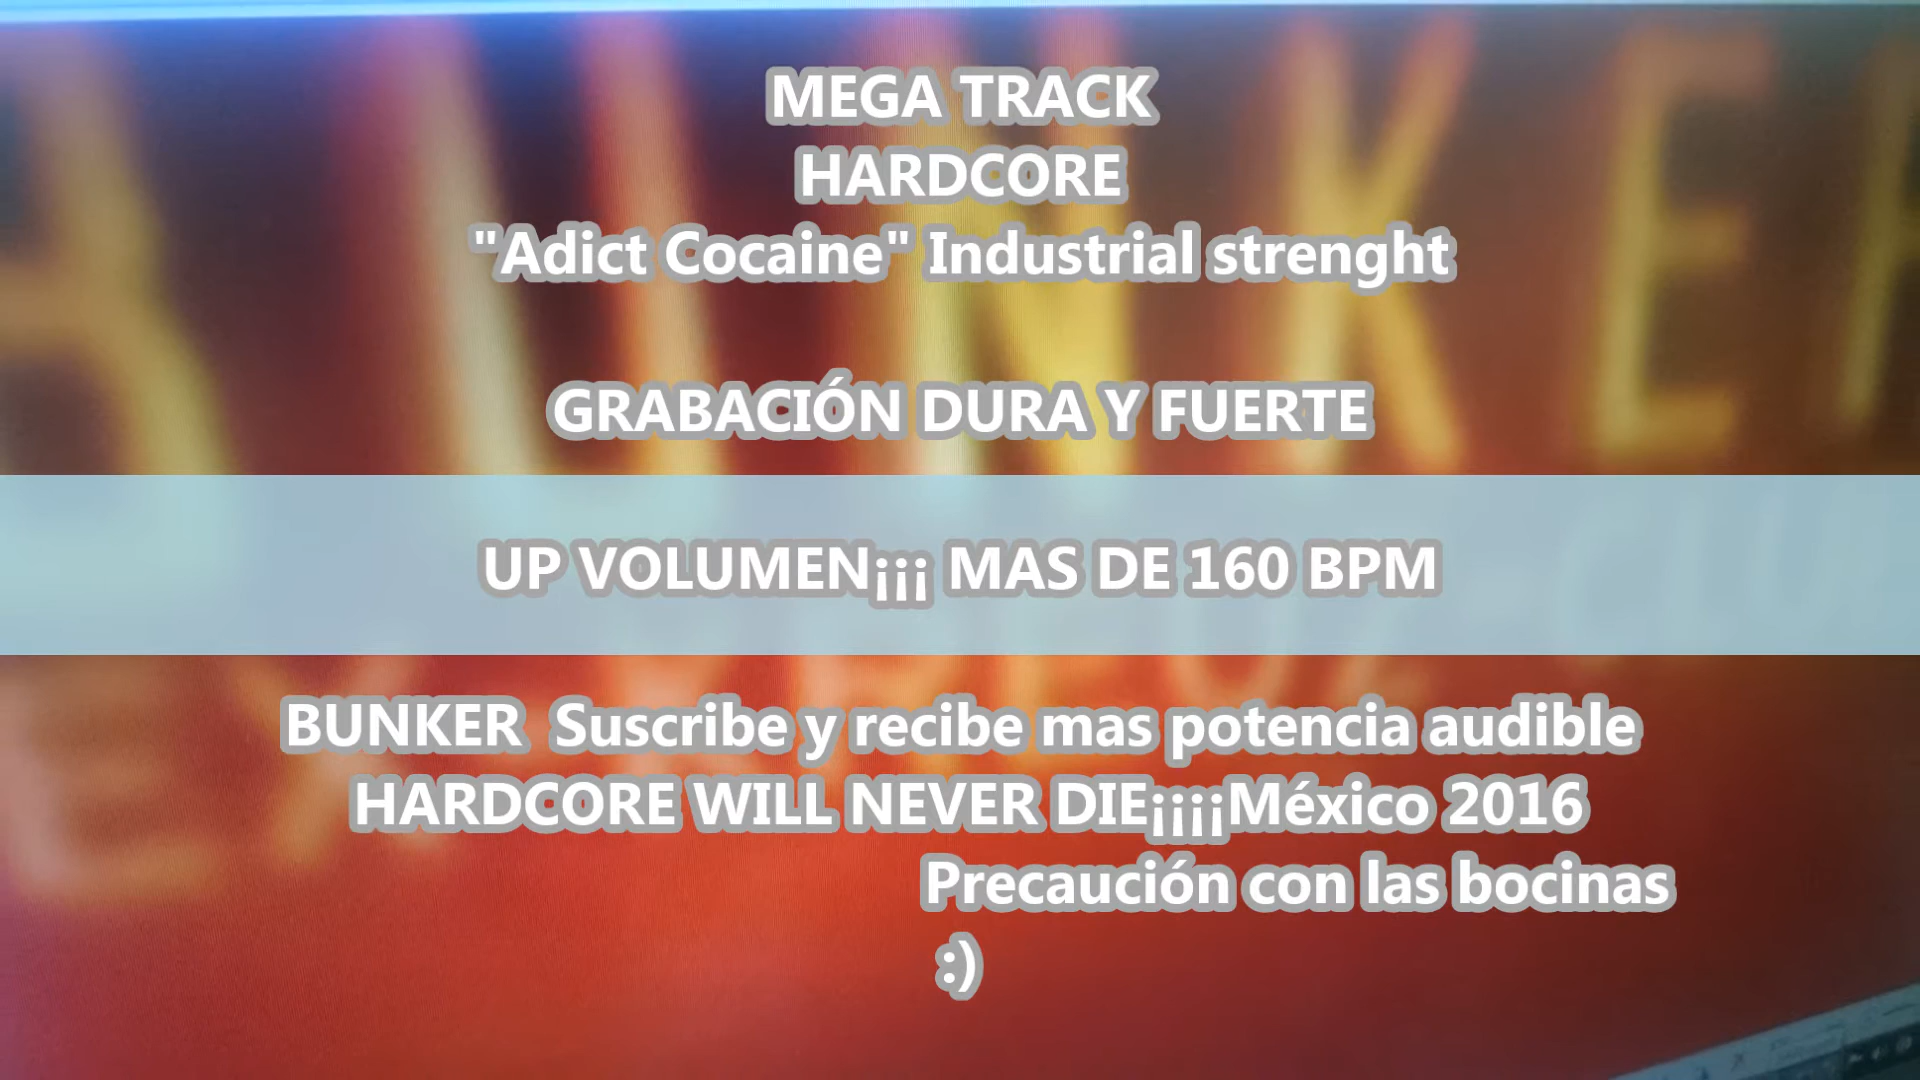 BUNKER
MEGA TRACK
HARDCORE
"Adict Cocaine" Industrial strenght
GRABACIÓN DURA Y FUERTE
UP VOLUMEN¡¡¡ MAS DE 160 BPM
BUNKER Suscribe y recibe mas potencia audible
HARDCORE WILL NEVER DIE¡¡¡¡México 2016
Precaución con las bocinas
:)